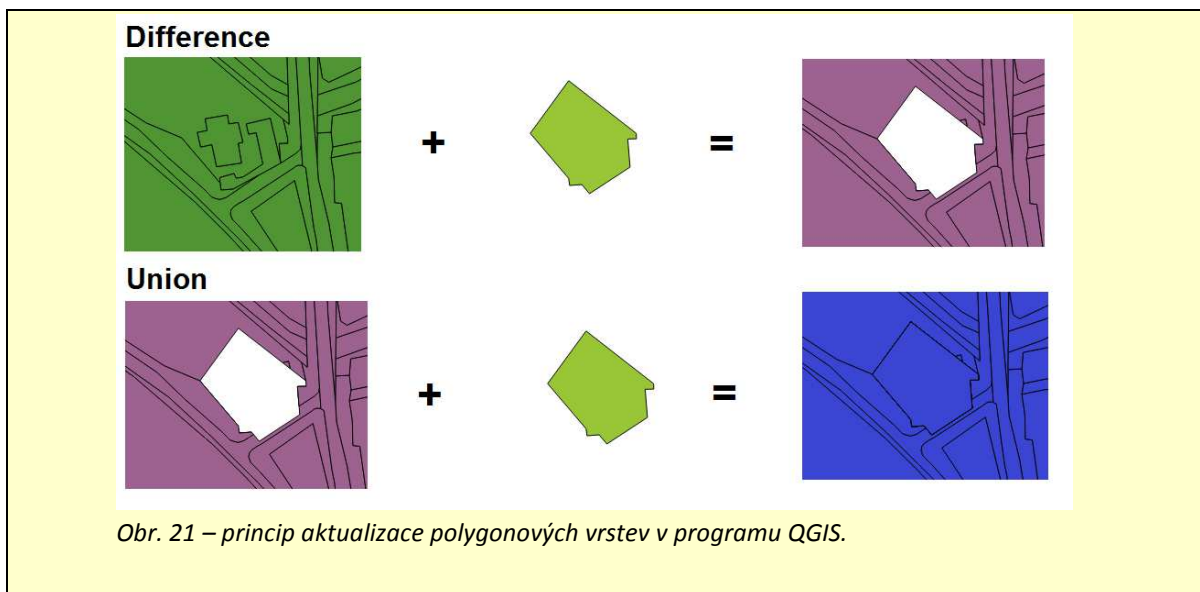 Difference
+ =
Union
+ =
Obr. 21 – princip aktualizace polygonových vrstev v programu QGIS.